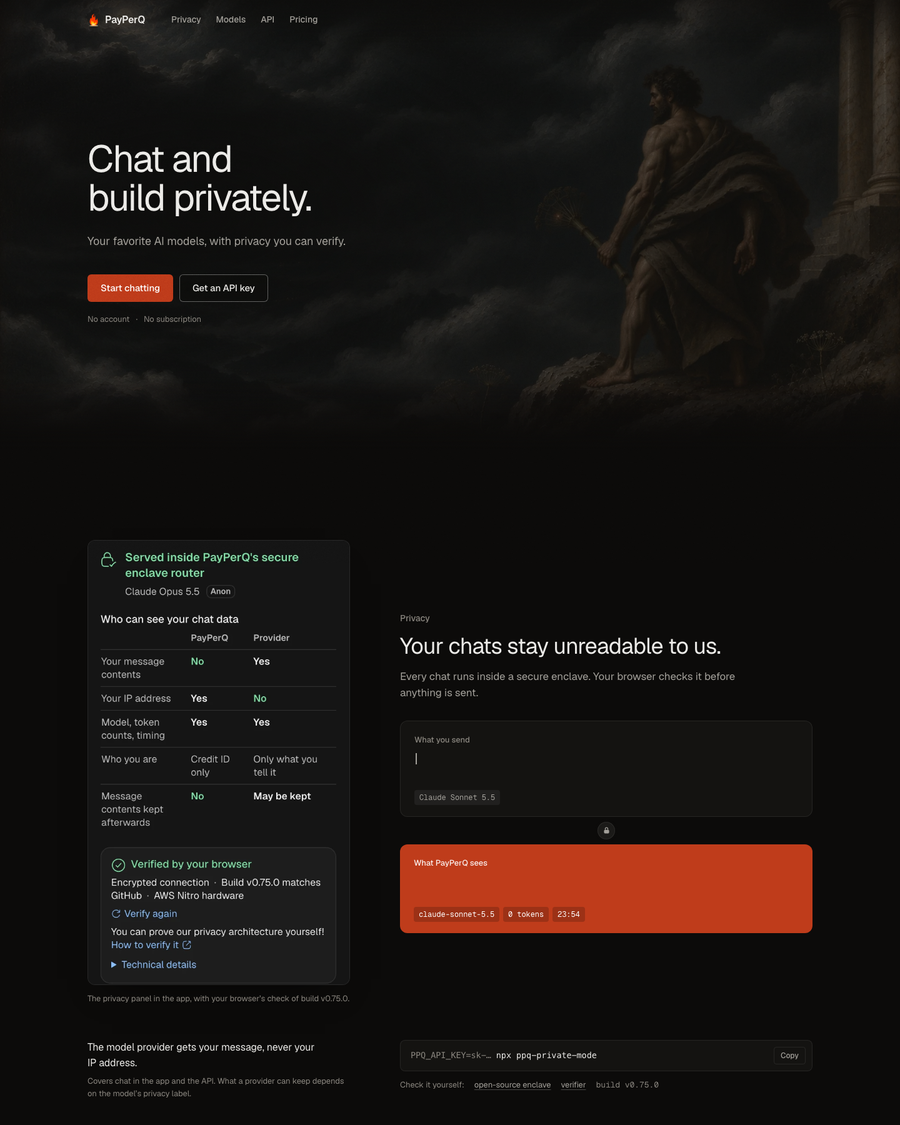 PayPerQ Privacy Models API Pricing
Chat and
build privately.
Your favorite AI models, with privacy you can verify.
Start chatting Get an API key
No account · No subscription
Served inside PayPerQ's secure
enclave router
Claude Opus 5.5 Anon
Who can see your chat data
PayPerQ Provider
Your message
contents No Yes
Your IP address Yes No
Model, token
counts, timing Yes Yes
Who you are Credit ID
only Only what you
tell it
Message
contents kept
afterwards No May be kept
Verified by your browser
Encrypted connection · Build v0.75.0 matches
GitHub · AWS Nitro hardware
Verify again
You can prove our privacy architecture yourself!
How to verify it
Technical details
The privacy panel in the app, with your browser's check of build v0.75.0.
Privacy
Your chats stay unreadable to us.
Every chat runs inside a secure enclave. Your browser checks it before
anything is sent.
What you send
Claude Sonnet 5.5
What PayPerQ sees
claude-sonnet-5.5 0 tokens 23:54
The model provider gets your message, never your
IP address.
Covers chat in the app and the API. What a provider can keep depends
on the model's privacy label.
PPQ_API_KEY=sk-… npx ppq-private-mode Copy
Check it yourself: open-source enclave verifier build v0.75.0